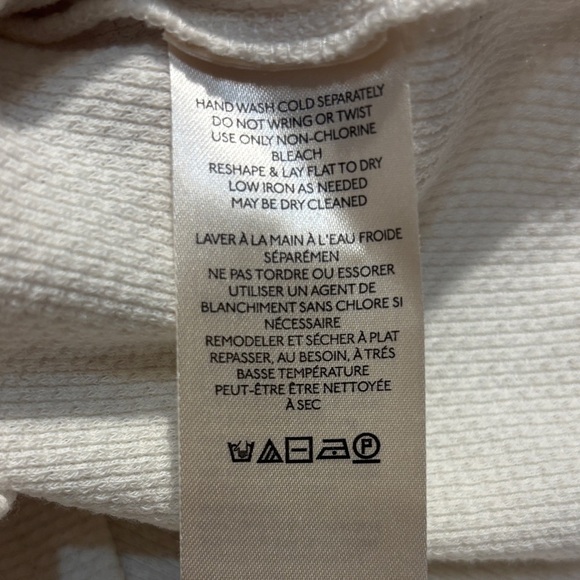 HAND WASH COLD SEPARATELY
DO NOT WRING OR TWIST
USE ONLY NON-CHLORINE
BLEACH
RESHAPE & LAY FLAT TO DRY
LOW IRON AS NEEDED
MAY BE DRY CLEANED
LAVER À LA MAIN À L'EAU FROIDE
SÉPARÉMEN
NE PAS TORDRE OU ESSORER
UTILISER UN AGENT DE
BLANCHIMENT SANS CHLORE SI
NÉCESSAIRE
REMODELER ET SÉCHER À PLAT
REPASSER, AU BESOIN, À TRÉS
BASSE TEMPÉRATURE
PEUT-ÊTRE ÊTRE NETTOYÉE
À SEC
P